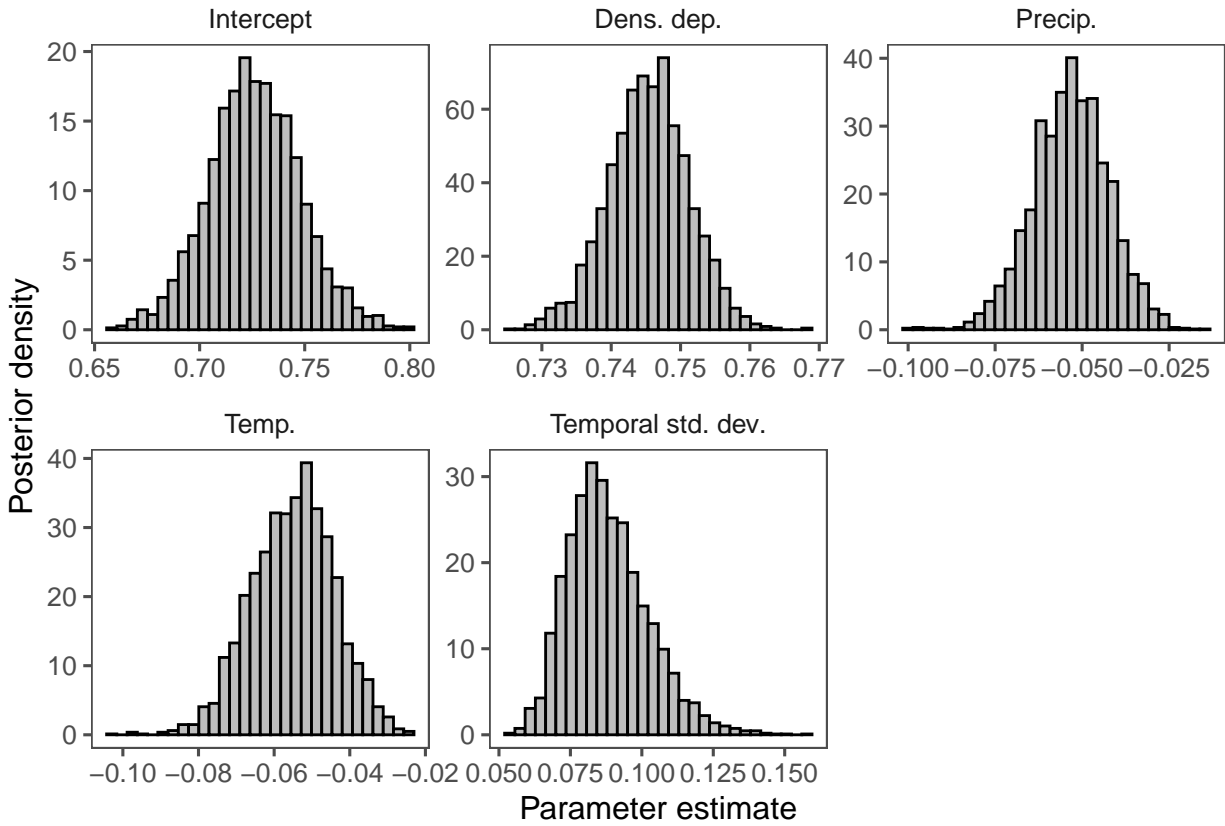 Intercept
Dens. dep.
Precip.
20
15
10
5
0
0.65 0.70 0.75 0.80
60
40
20
0
0.73 0.74 0.75 0.76 0.77
40
30
20
10
0
−0.100 −0.075 −0.050 −0.025
Posterior density
Temp.
Temporal std. dev.
40
30
20
10
0
−0.10 −0.08 −0.06 −0.04 −0.02
30
20
10
0
0.050 0.075 0.100 0.125 0.150
Parameter estimate